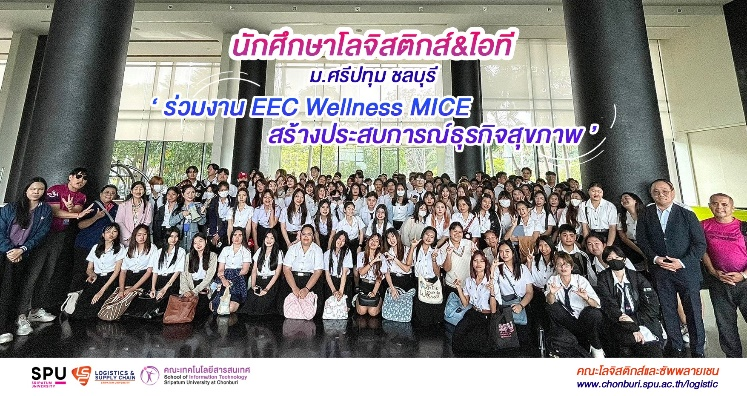 นักศึกษาโลจิสติกส์&ไอที
ม.ศรีปทุม ชลบุรี
‘ ร่วมงาน EEC Wellness MICE
สร้างประสบการณ์ธุรกิจสุขภาพ ’
SPU
SRIPATUM
UNIVERSITY
LOGISTICS &
SUPPLY CHAIN
คณะเทคโนโลยีสารสนเทศ
School of Information Technology
Sripatum University at Chonburi
คณะโลจิสติกส์และซัพพลายเชน
www.chonburi.spu.ac.th/logistic